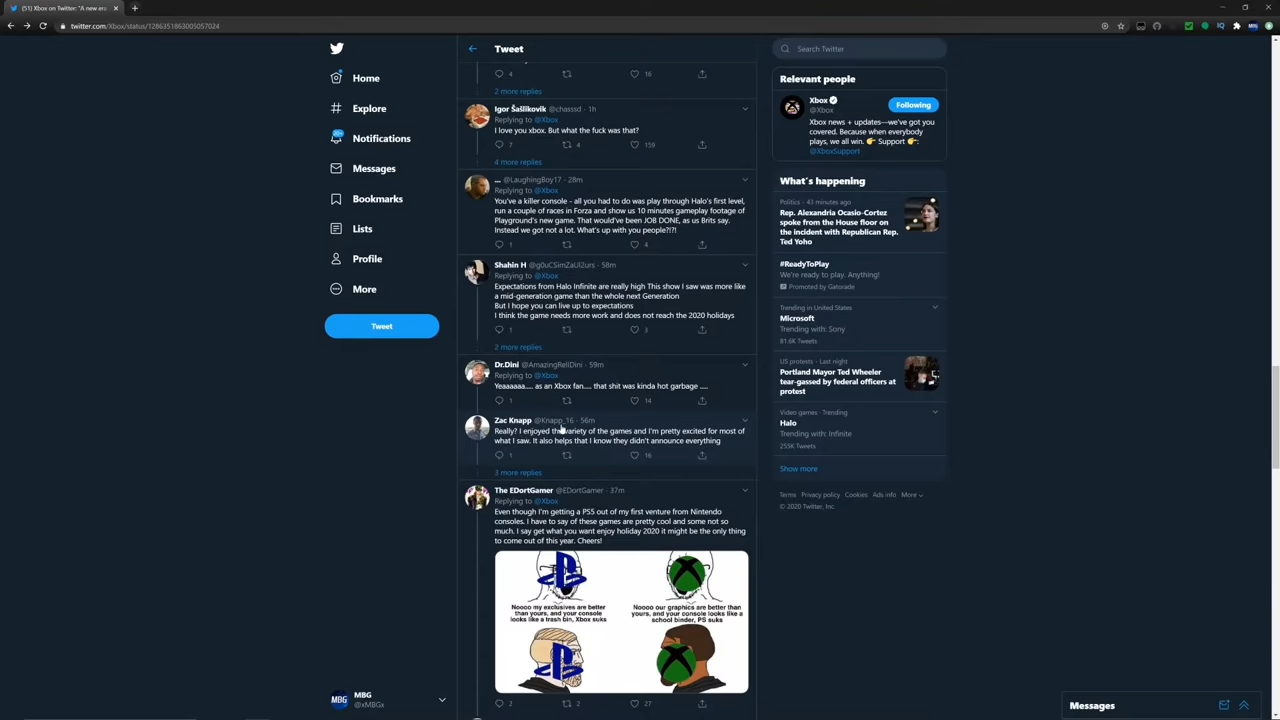 (51) Xbox on Twitter: "A new era
twitter.com/Xbox/status/1286351863005057024
Home
Explore
20+
Notifications
Messages
Bookmarks
Lists
Profile
More
Tweet
MBG
MBG
@xMBGx
Tweet
4
16
2 more replies
Igor Šašlikovik @chasssd · 1h
Replying to @Xbox
I love you xbox. But what the fuck was that?
7
4
159
4 more replies
... @LaughingBoy17 · 28m
Replying to @Xbox
You've a killer console - all you had to do was play through Halo's first level,
run a couple of races in Forza and show us 10 minutes gameplay footage of
Playground's new game. That would've been JOB DONE, as us Brits say.
Instead we got not a lot. What's up with you people?!?!
1
4
Shahin H @g0uCSimZaUl2urs · 58m
Replying to @Xbox
Expectations from Halo Infinite are really high This show I saw was more like
a mid-generation game than the whole next Generation
But I hope you can live up to expectations
I think the game needs more work and does not reach the 2020 holidays
1
3
2 more replies
Dr.Dini @AmazingRellDini · 59m
Replying to @Xbox
Yeaaaaaa..... as an Xbox fan..... that shit was kinda hot garbage .....
1
14
Zac Knapp @Knapp_16 · 56m
Really? I enjoyed the variety of the games and I'm pretty excited for most of
what I saw. It also helps that I know they didn't announce everything
1
16
3 more replies
The EDortGamer @EDortGamer · 37m
Replying to @Xbox
Even though I'm getting a PS5 out of my first venture from Nintendo
consoles. I have to say of these games are pretty cool and some not so
much. I say get what you want enjoy holiday 2020 it might be the only thing
to come out of this year. Cheers!
Noooo my exclusives are better
than yours, and your console
looks like a trash bin, Xbox suks
Noooo our graphics are better than
yours, and your console looks like a
school binder, PS suks
2
2
27
Search Twitter
Relevant people
Xbox
@Xbox
Following
Xbox news + updates—we've got you
covered. Because when everybody
plays, we all win. 👉 Support 👉:
@XboxSupport
What's happening
Politics · 43 minutes ago
Rep. Alexandria Ocasio-Cortez
spoke from the House floor on
the incident with Republican Rep.
Ted Yoho
#ReadyToPlay
We're ready to play. Anything!
Promoted by Gatorade
Trending in United States
Microsoft
Trending with: Sony
81.6K Tweets
US protests · Last night
Portland Mayor Ted Wheeler
tear-gassed by federal officers at
protest
Video games · Trending
Halo
Trending with: Infinite
255K Tweets
Show more
Terms Privacy policy Cookies Ads info More
© 2020 Twitter, Inc.
Messages